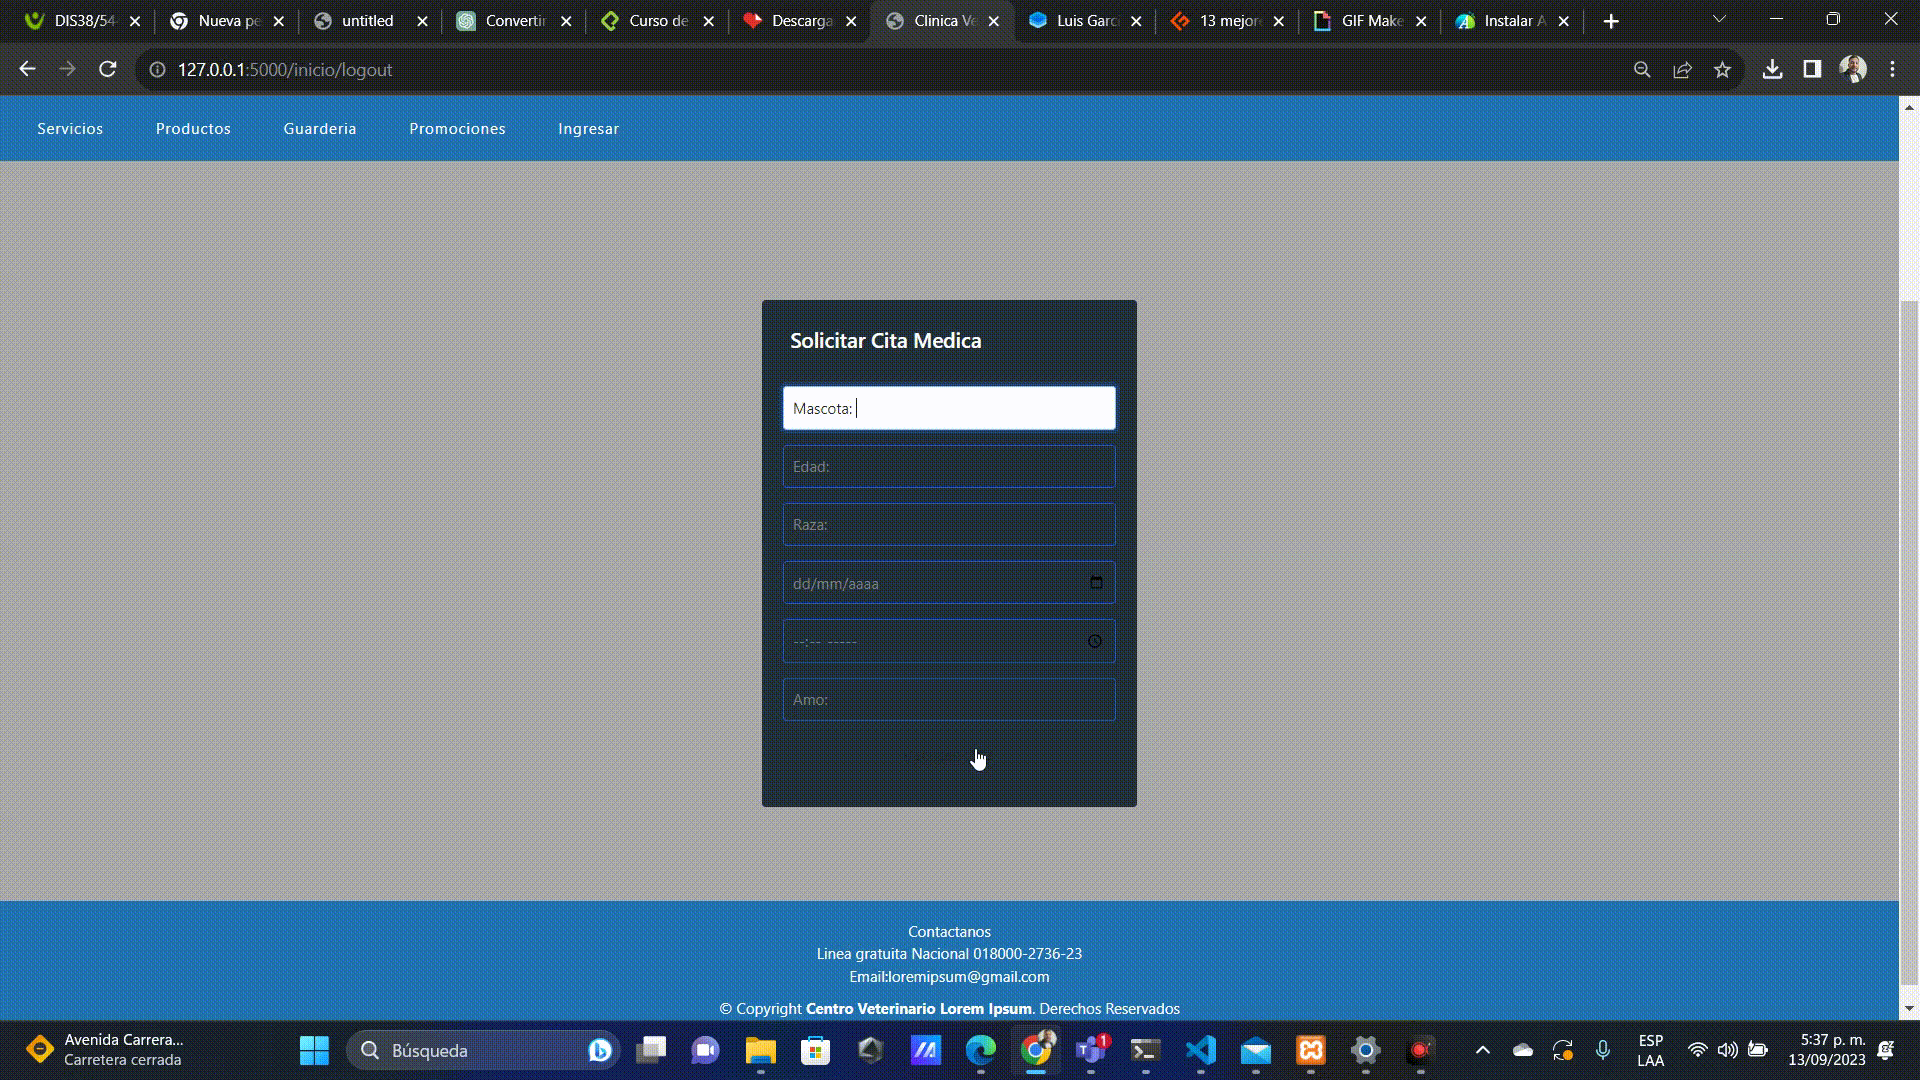 DIS38/54
Nueva pe
untitled
Convertir
Curso de
Descarga
Clinica Ve
Luis Garc
13 mejor
GIF Make
Instalar A
127.0.0.1:5000/inicio/logout
Servicios
Productos
Guarderia
Promociones
Ingresar
Solicitar Cita Medica
Mascota:
Edad:
Raza:
dd/mm/aaaa
--:-- -----
Amo:
Contactanos
Linea gratuita Nacional 018000-2736-23
Email:loremipsum@gmail.com
© Copyright Centro Veterinario Lorem Ipsum. Derechos Reservados
Avenida Carrera...
Carretera cerrada
Búsqueda
1
ESP
LAA
5:37 p. m.
13/09/2023